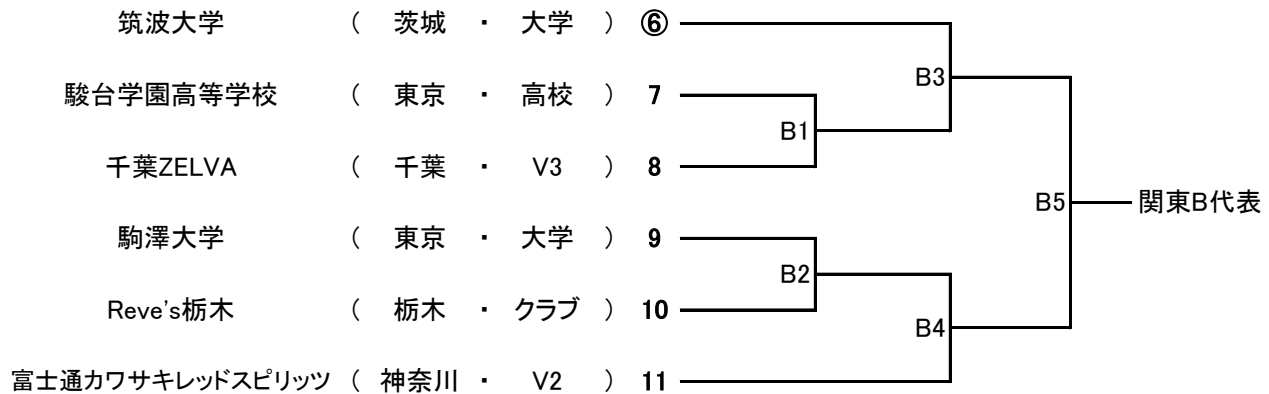 筑波大学 ( 茨城 ・ 大学 ) ⑥
B3
駿台学園高等学校 ( 東京 ・ 高校 ) 7
B1
千葉ZELVA ( 千葉 ・ V3 ) 8
B5 関東B代表
駒澤大学 ( 東京 ・ 大学 ) 9
B2
Reve's栃木 ( 栃木 ・ クラブ ) 10
B4
富士通カワサキレッドスピリッツ ( 神奈川 ・ V2 ) 11